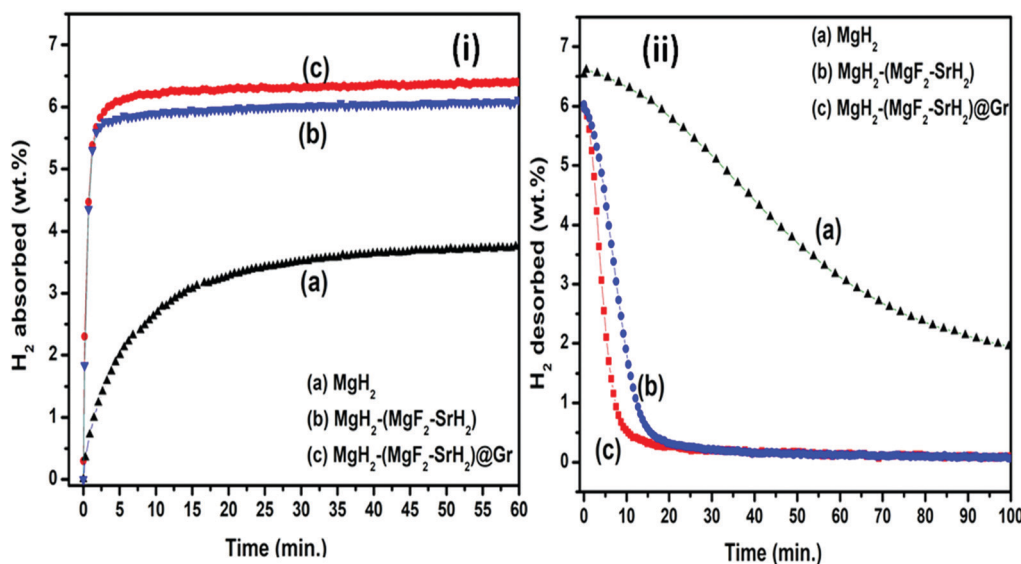 (i)
(c)
(b)
(a)
(a) MgH2
(b) MgH2-(MgF2-SrH2)
(c) MgH2-(MgF2-SrH2)@Gr
H2 absorbed (wt.%)
7
6
5
4
3
2
1
0
0 5 10 15 20 25 30 35 40 45 50 55 60
Time (min.)
(ii)
(a) MgH2
(b) MgH2-(MgF2-SrH2)
(c) MgH2-(MgF2-SrH2)@Gr
(a)
(b)
(c)
H2 desorbed (wt.%)
7
6
5
4
3
2
1
0
0 10 20 30 40 50 60 70 80 90 100
Time (min.)